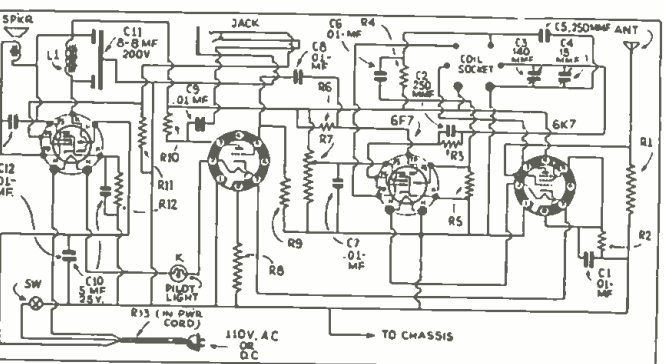 SPKR
L1
C11
8-8 MF
200V
JACK
C6
.01-
MF
R4
C5, 250MMF
ANT
C3
140
MMF
C4
15
MMF
COIL
SOCKET
C8
.01-
MF
C9
.01 MF
R6
C2
250
MMF
6F7
6K7
R7
R3
R1
R10
R11
R12
C12
.01-
MF.
R9
C7
.01-
MF
R5
R2
R8
K
PILOT
LIGHT
C10
5 MF
25V.
C1
.01-
MF
SW
R13 (IN PWR
CORD)
110V, AC
OR
D.C
TO CHASSIS